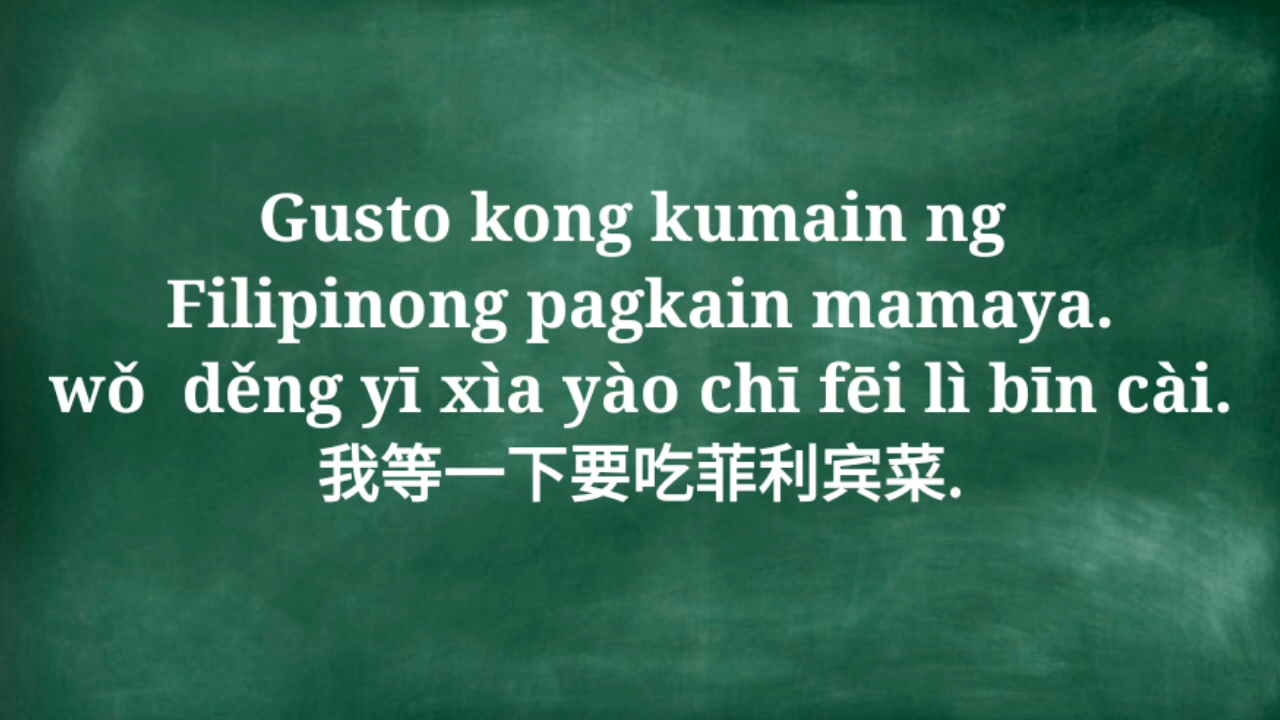 Gusto kong kumain ng
Filipinong pagkain mamaya.
wǒ  děng yī xìa yào chī fēi lì bīn cài.
我等一下要吃菲利宾菜.